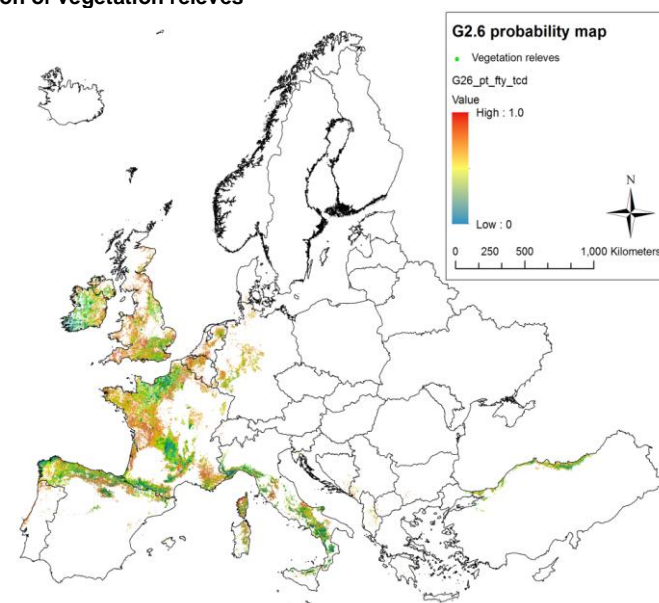 on of vegetation releves
G2.6 probability map
Vegetation releves
G26_pt_fty_tcd
Value
High : 1.0
Low : 0
N
0 250 500 1,000 Kilometers